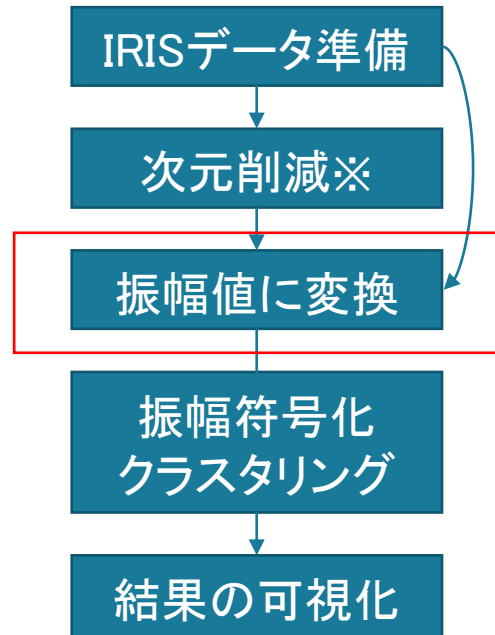 IRISデータ準備
次元削減※
振幅値に変換
振幅符号化
クラスタリング
結果の可視化